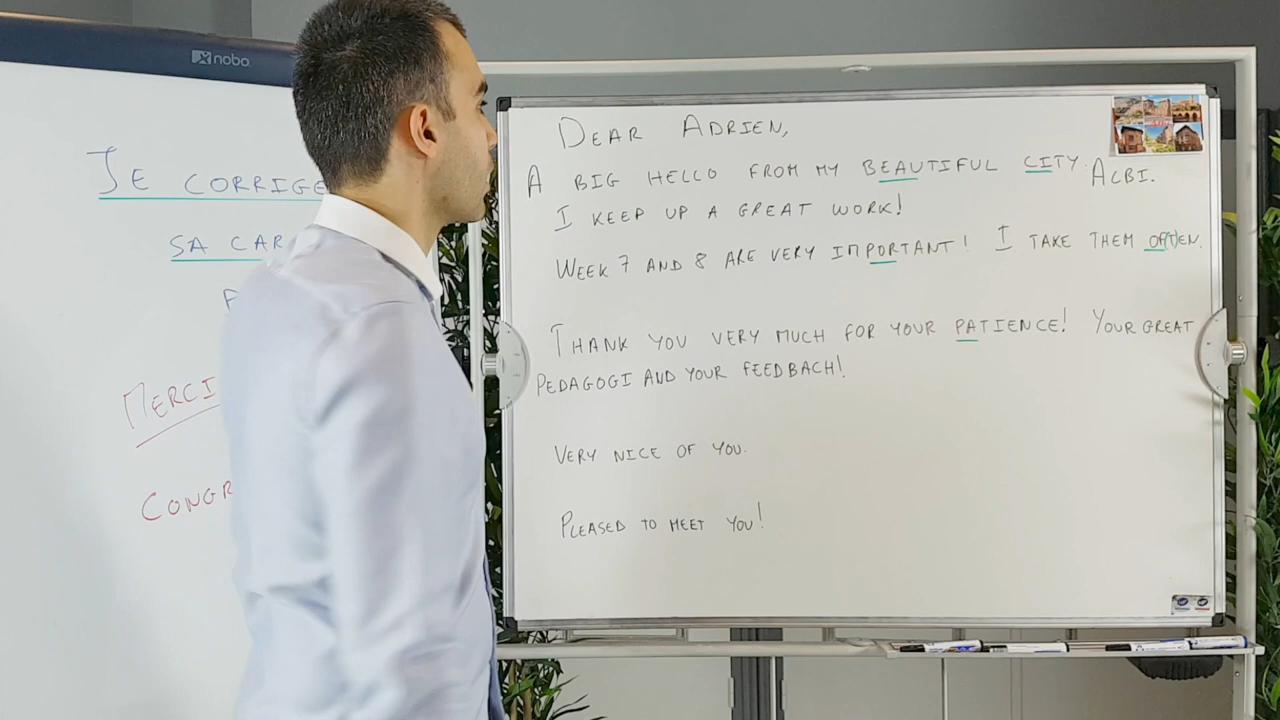 nobo
JE CORRIGE
SA CAR
MERCI
CONGR
DEAR ADRIEN,
A BIG HELLO FROM MY BEAUTIFUL CITY. ALBI.
I KEEP UP A GREAT WORK!
WEEK 7 AND 8 ARE VERY IMPORTANT! I TAKE THEM OFTEN.
THANK YOU VERY MUCH FOR YOUR PATIENCE! YOUR GREAT
PEDAGOGI AND YOUR FEEDBACH!
VERY NICE OF YOU.
PLEASED TO MEET YOU!